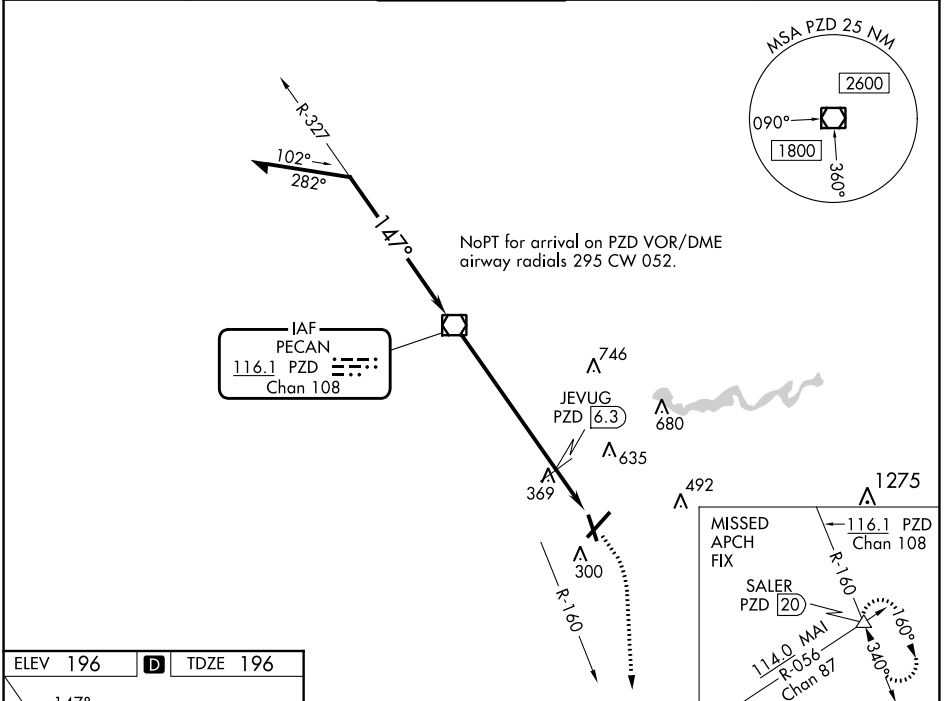 MSA PZD 25 NM
2600
090°
1800
360°
R-327
102°
282°
147°
NoPT for arrival on PZD VOR/DME
airway radials 295 CW 052.
IAF
PECAN
116.1 PZD
Chan 108
746
JEVUG
PZD 6.3
680
635
369
492
1275
300
R-160
MISSED
APCH
FIX
116.1 PZD
Chan 108
R-160
SALER
PZD 20
160°
340°
114.0 MAI
R-056
Chan 87
ELEV 196 D TDZE 196
147°